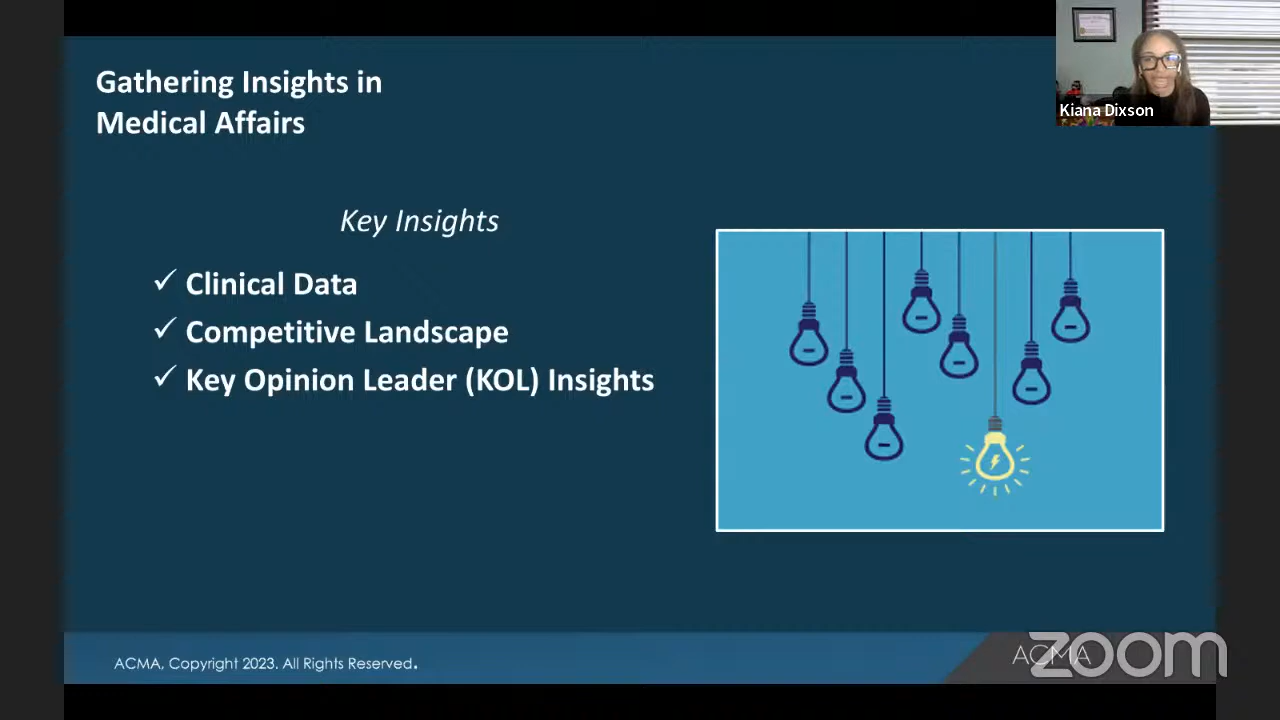 Gathering Insights in
Medical Affairs
Kiana Dixson
Key Insights
✓ Clinical Data
✓ Competitive Landscape
✓ Key Opinion Leader (KOL) Insights
ACMA, Copyright 2023. All Rights Reserved.
ACMA
zoom